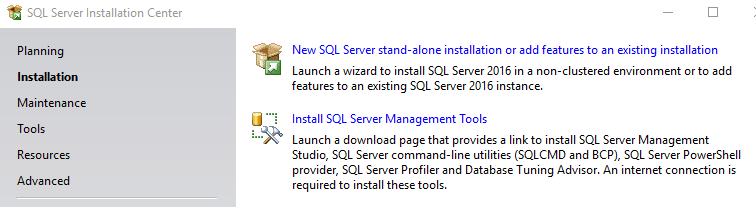 SQL Server Installation Center
Planning
Installation
Maintenance
Tools
Resources
Advanced
New SQL Server stand-alone installation or add features to an existing installation
Launch a wizard to install SQL Server 2016 in a non-clustered environment or to add
features to an existing SQL Server 2016 instance.
Install SQL Server Management Tools
Launch a download page that provides a link to install SQL Server Management
Studio, SQL Server command-line utilities (SQLCMD and BCP), SQL Server PowerShell
provider, SQL Server Profiler and Database Tuning Advisor. An internet connection is
required to install these tools.